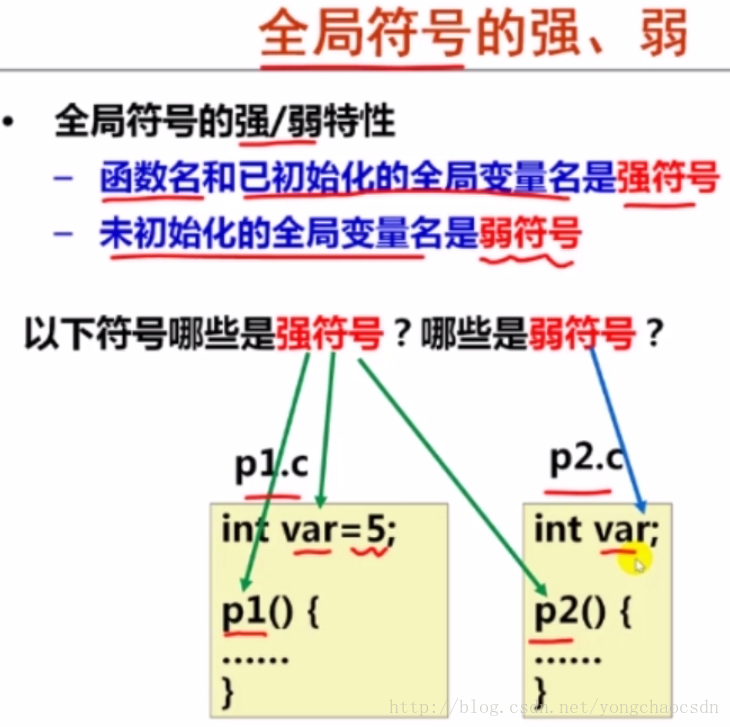 全局符号的强、弱
• 全局符号的强/弱特性
– 函数名和已初始化的全局变量名是强符号
– 未初始化的全局变量名是弱符号
以下符号哪些是强符号？哪些是弱符号？
p1.c
int var=5;
p1() {
……
}
p2.c
int var;
p2() {
……
}
http://blog.csdn.net/yongchaocsdn